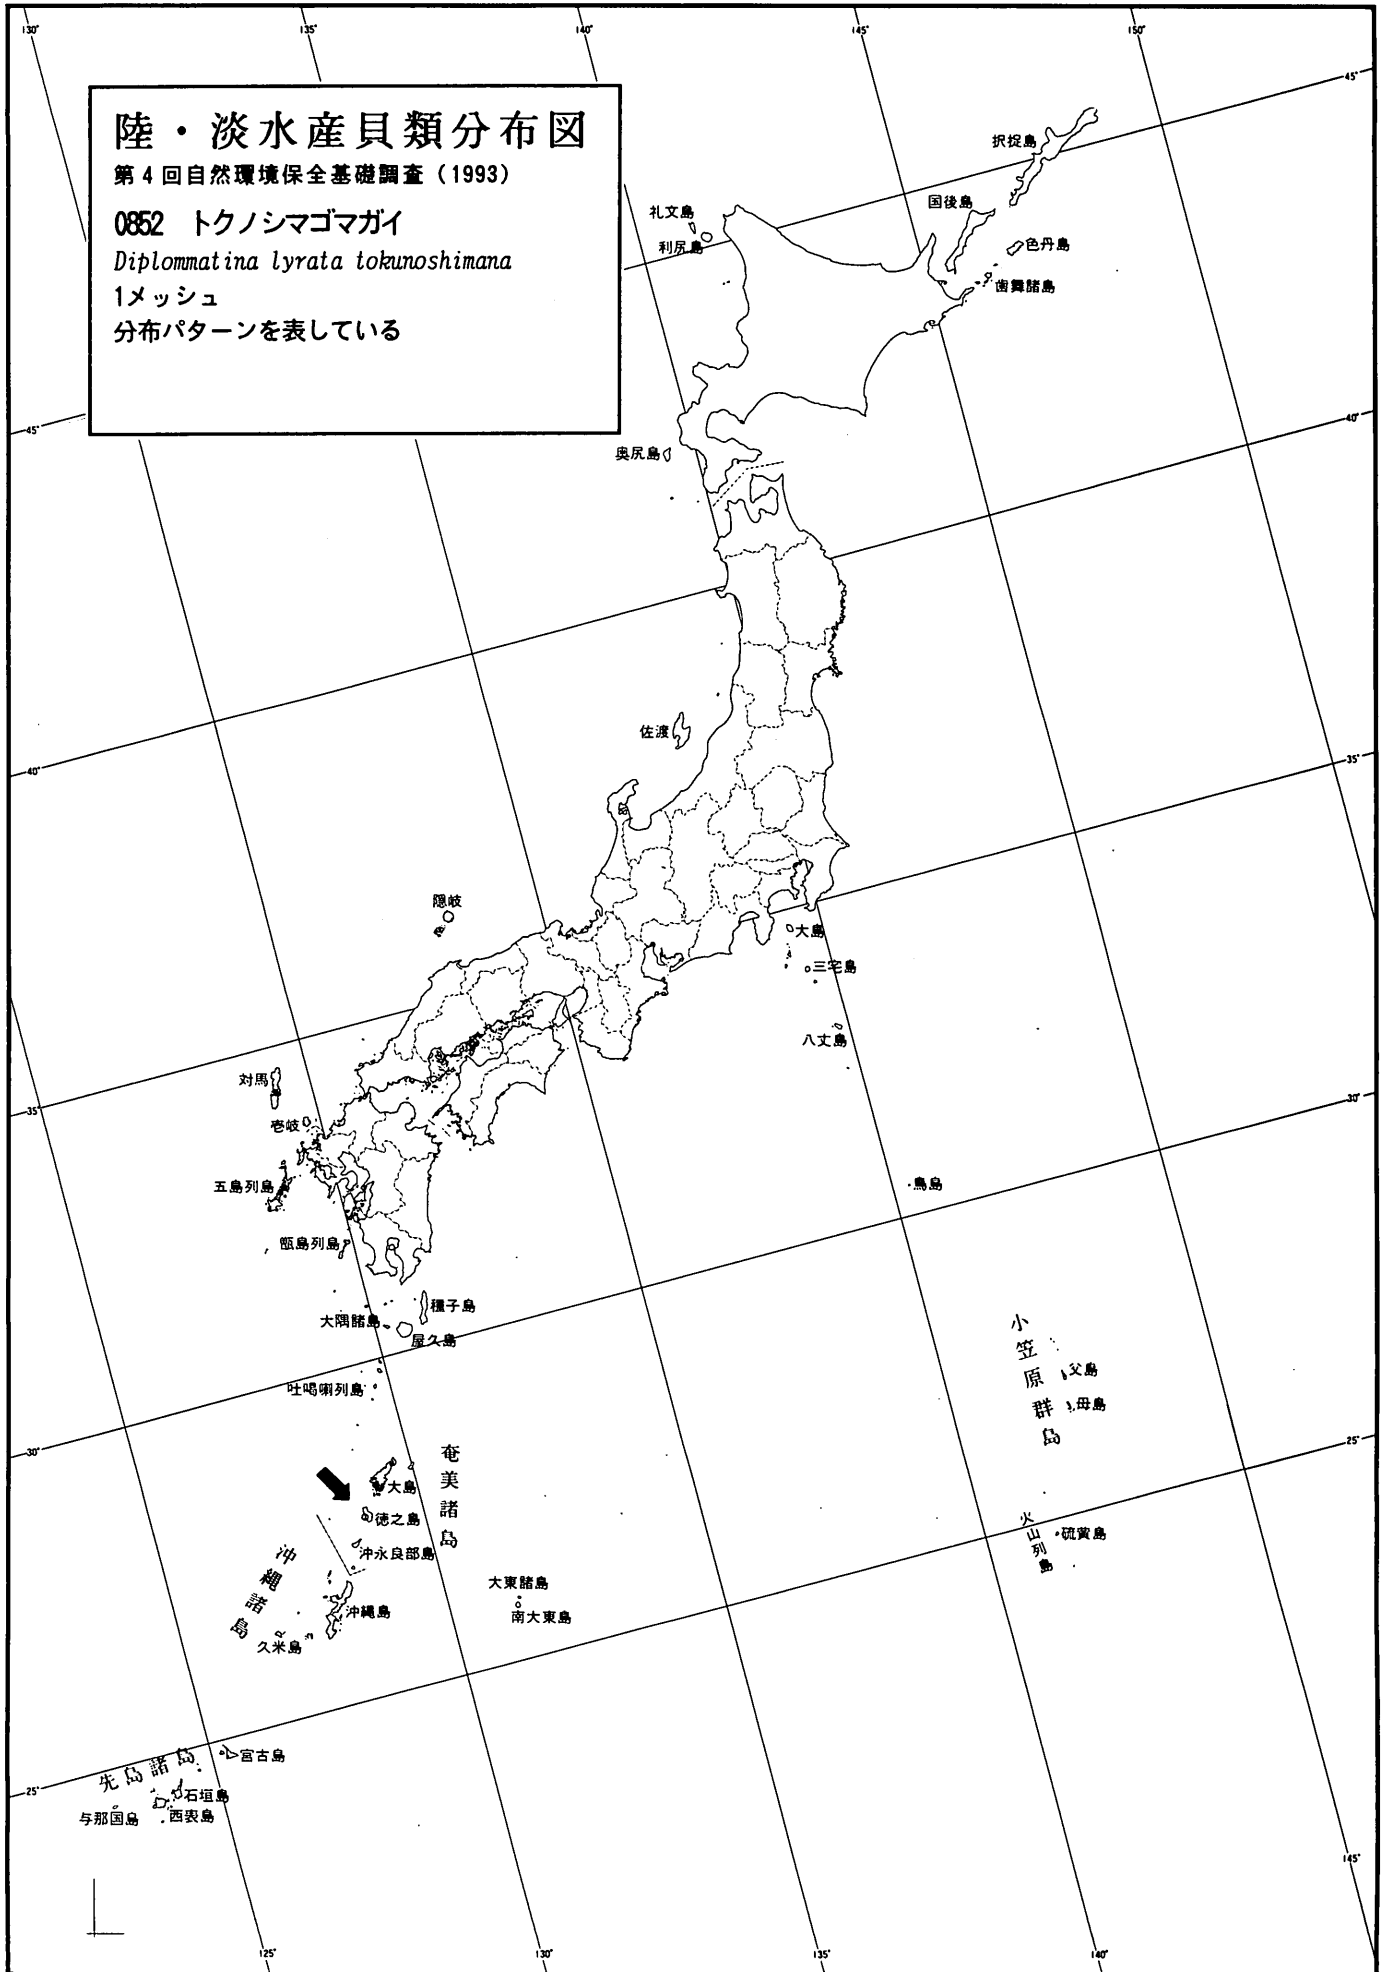 130°
135°
140°
145°
150°
陸・淡水産貝類分布図
第4回自然環境保全基礎調査（1993）
0852　トクノシマゴマガイ
Diplommatina lyrata tokunoshimana
1メッシュ
分布パターンを表している
45°
択捉島
国後島
色丹島
歯舞諸島
礼文島
利尻島
45°
40°
奥尻島
佐渡
40°
35°
隠岐
大島
三宅島
八丈島
対馬
壱岐
35°
30°
五島列島
甑島列島
鳥島
種子島
大隅諸島
屋久島
吐喝喇列島
小笠原群島
父島
母島
30°
25°
奄美諸島
大島
徳之島
沖永良部島
火山列島
硫黄島
沖縄諸島
沖縄島
久米島
大東諸島
南大東島
先島諸島
宮古島
石垣島
西表島
与那国島
25°
145°
125°
130°
135°
140°